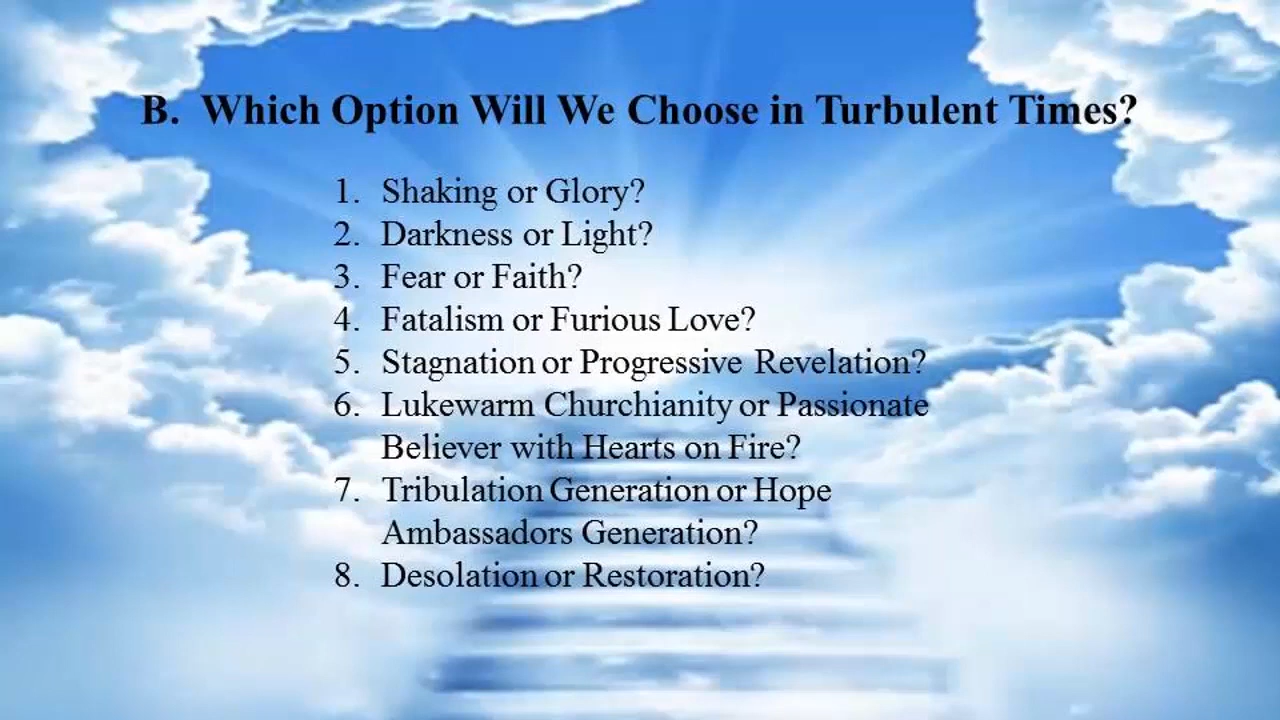 B. Which Option Will We Choose in Turbulent Times?
1. Shaking or Glory?
2. Darkness or Light?
3. Fear or Faith?
4. Fatalism or Furious Love?
5. Stagnation or Progressive Revelation?
6. Lukewarm Churchianity or Passionate
Believer with Hearts on Fire?
7. Tribulation Generation or Hope
Ambassadors Generation?
8. Desolation or Restoration?